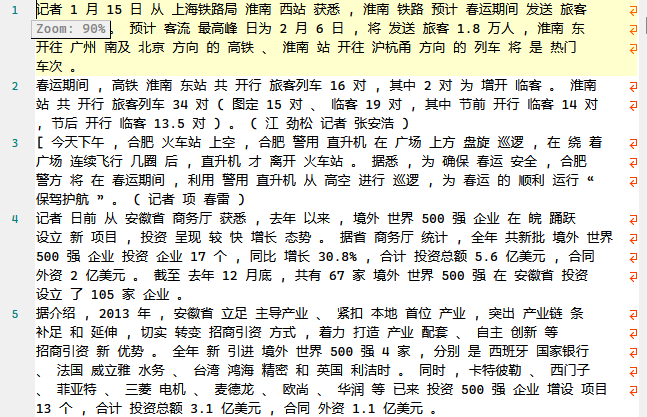 1 记者 1 月 15 日 从 上海铁路局 淮南 西站 获悉 , 淮南 铁路 预计 春运期间 发送 旅客
Zoom: 90% 。 预计 客流 最高峰 日为 2 月 6 日 , 将 发送 旅客 1.8 万人 , 淮南 东
开往 广州 南及 北京 方向 的 高铁 、 淮南 站 开往 沪杭甬 方向 的 列车 将 是 热门
车次 。
2 春运期间 , 高铁 淮南 东站 共 开行 旅客列车 16 对 , 其中 2 对 为 增开 临客 。 淮南
站 共 开行 旅客列车 34 对 ( 图定 15 对 、 临客 19 对 , 其中 节前 开行 临客 14 对
, 节后 开行 临客 13.5 对 ) 。 ( 江 劲松 记者 张安浩 )
3 [ 今天下午 , 合肥 火车站 上空 , 合肥 警用 直升机 在 广场 上方 盘旋 巡逻 , 在 绕 着
广场 连续飞行 几圈 后 , 直升机 才 离开 火车站 。 据悉 , 为 确保 春运 安全 , 合肥
警方 将 在 春运期间 , 利用 警用 直升机 从 高空 进行 巡逻 , 为 春运 的 顺利 运行 “
保驾护航 ” 。 ( 记者 项 春雷 )
4 记者 日前 从 安徽省 商务厅 获悉 , 去年 以来 , 境外 世界 500 强 企业 在 皖 踊跃
设立 新 项目 , 投资 呈现 较 快 增长 态势 。 据省 商务厅 统计 , 全年 共新批 境外 世界
500 强 企业 投资 企业 17 个 , 同比 增长 30.8% , 合计 投资总额 5.6 亿美元 , 合同
外资 2 亿美元 。 截至 去年 12 月底 , 共有 67 家 境外 世界 500 强 在 安徽省 投资
设立 了 105 家 企业 。
5 据介绍 , 2013 年 , 安徽省 立足 主导产业 、 紧扣 本地 首位 产业 , 突出 产业链 条
补足 和 延伸 , 切实 转变 招商引资 方式 , 着力 打造 产业 配套 、 自主 创新 等
招商引资 新 优势 。 全年 新 引进 境外 世界 500 强 4 家 , 分别 是 西班牙 国家银行
、 法国 威立雅 水务 、 台湾 鸿海 精密 和 英国 利洁时 。 同时 , 卡特彼勒 、 西门子
、 菲亚特 、 三菱 电机 、 麦德龙 、 欧尚 、 华润 等 已来 投资 500 强 企业 增设 项目
13 个 , 合计 投资总额 3.1 亿美元 , 合同 外资 1.1 亿美元 。